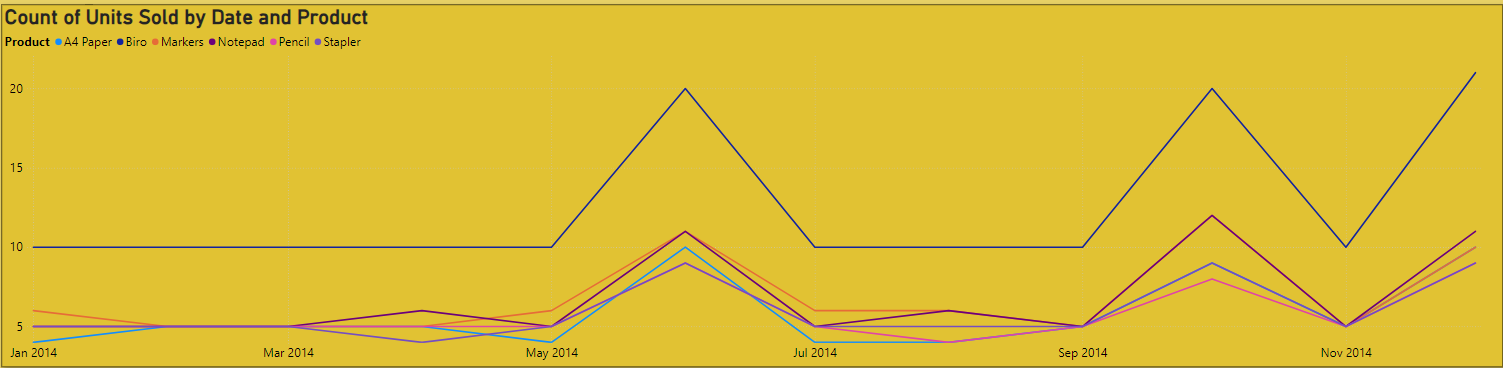 Count of Units Sold by Date and Product
Product A4 Paper Biro Markers Notepad Pencil Stapler
20
15
10
5
Jan 2014 Mar 2014 May 2014 Jul 2014 Sep 2014 Nov 2014